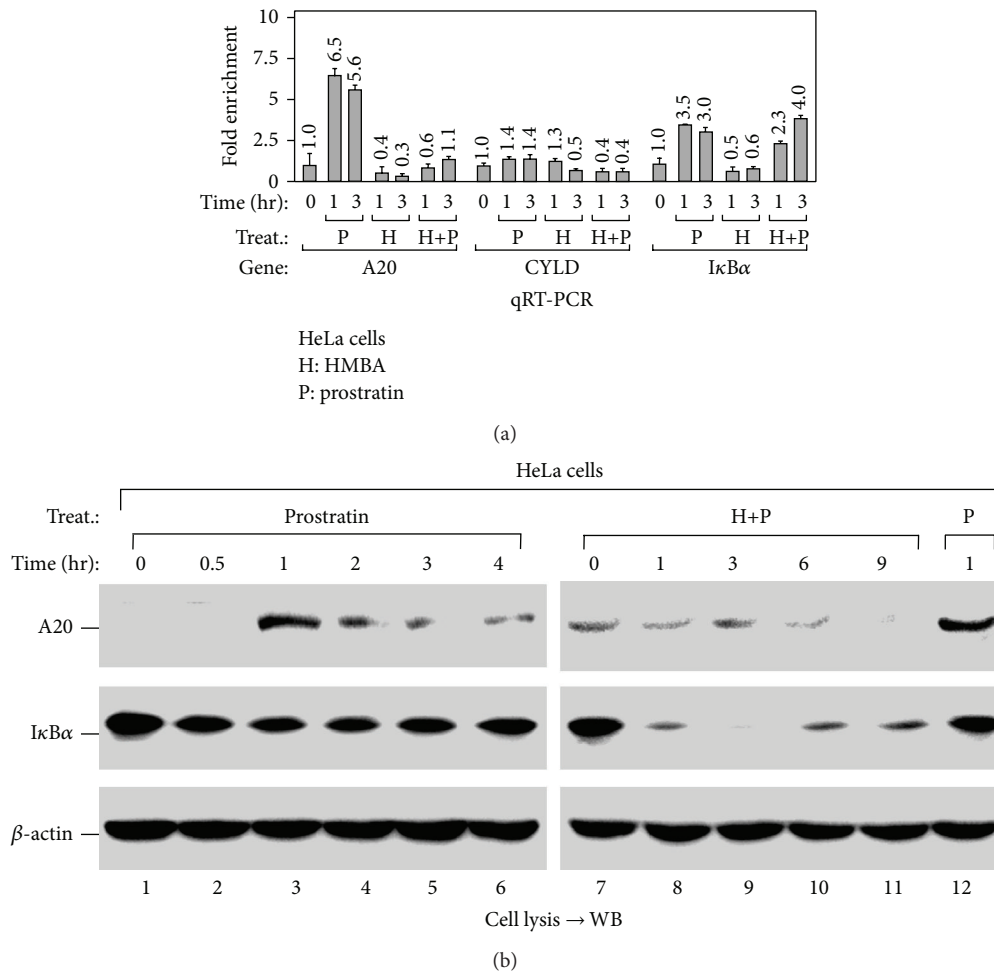 10
7.5
5
2.5
0
Fold enrichment
1.0 6.5 5.6 0.4 0.3 0.6 1.1 1.0 1.4 1.4 1.3 0.5 0.4 0.4 1.0 3.5 3.0 0.5 0.6 2.3 4.0
Time (hr): 0 1 3 1 3 1 3 0 1 3 1 3 1 3 0 1 3 1 3 1 3
Treat.: P H H+P P H H+P P H H+P
Gene: A20 CYLD IκBα
qRT-PCR
HeLa cells
H: HMBA
P: prostratin
(a)
HeLa cells
Treat.: Prostratin H+P P
Time (hr): 0 0.5 1 2 3 4 0 1 3 6 9 1
A20
IκBα
β-actin
1 2 3 4 5 6 7 8 9 10 11 12
Cell lysis → WB
(b)